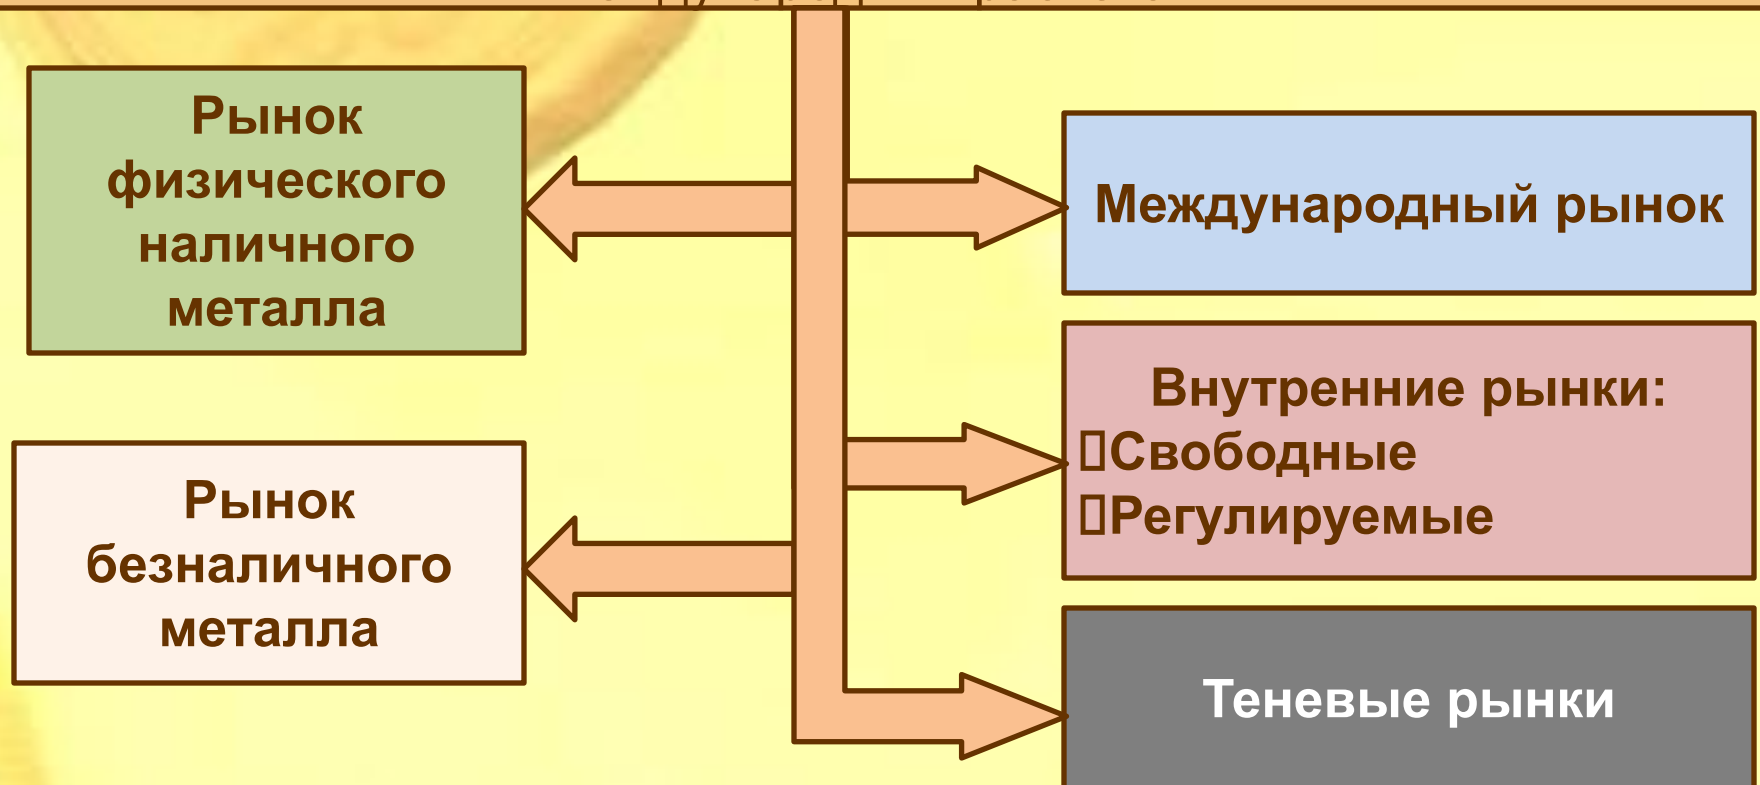 Рынок
физического
наличного
металла
Рынок
безналичного
металла
Международный рынок
Внутренние рынки:
Свободные
Регулируемые
Теневые рынки